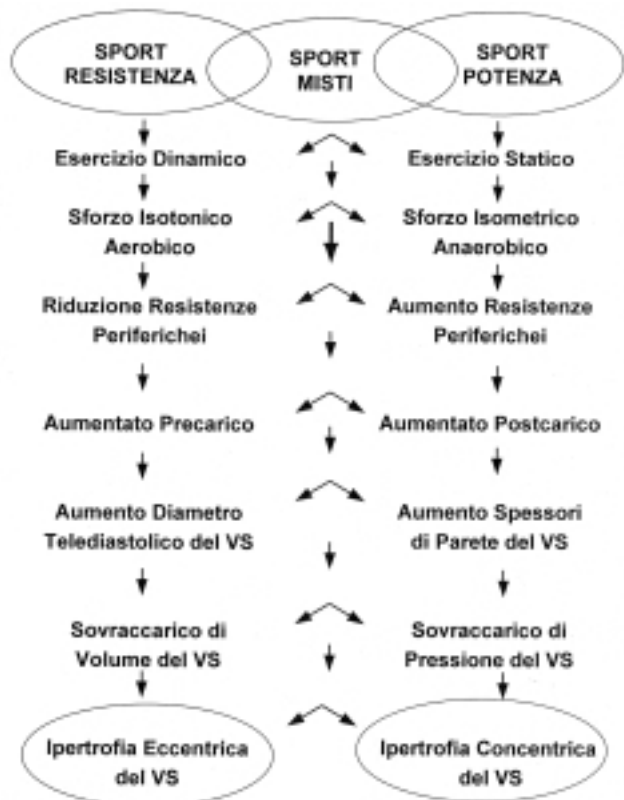 SPORT
RESISTENZA
SPORT
MISTI
SPORT
POTENZA
Esercizio Dinamico
Esercizio Statico
Sforzo Isotonico
Aerobico
Sforzo Isometrico
Anaerobico
Riduzione Resistenze
Periferichei
Aumento Resistenze
Periferichei
Aumentato Precarico
Aumentato Postcarico
Aumento Diametro
Telediastolico del VS
Aumento Spessori
di Parete del VS
Sovraccarico di
Volume del VS
Sovraccarico di
Pressione del VS
Ipertrofia Eccentrica
del VS
Ipertrofia Concentrica
del VS